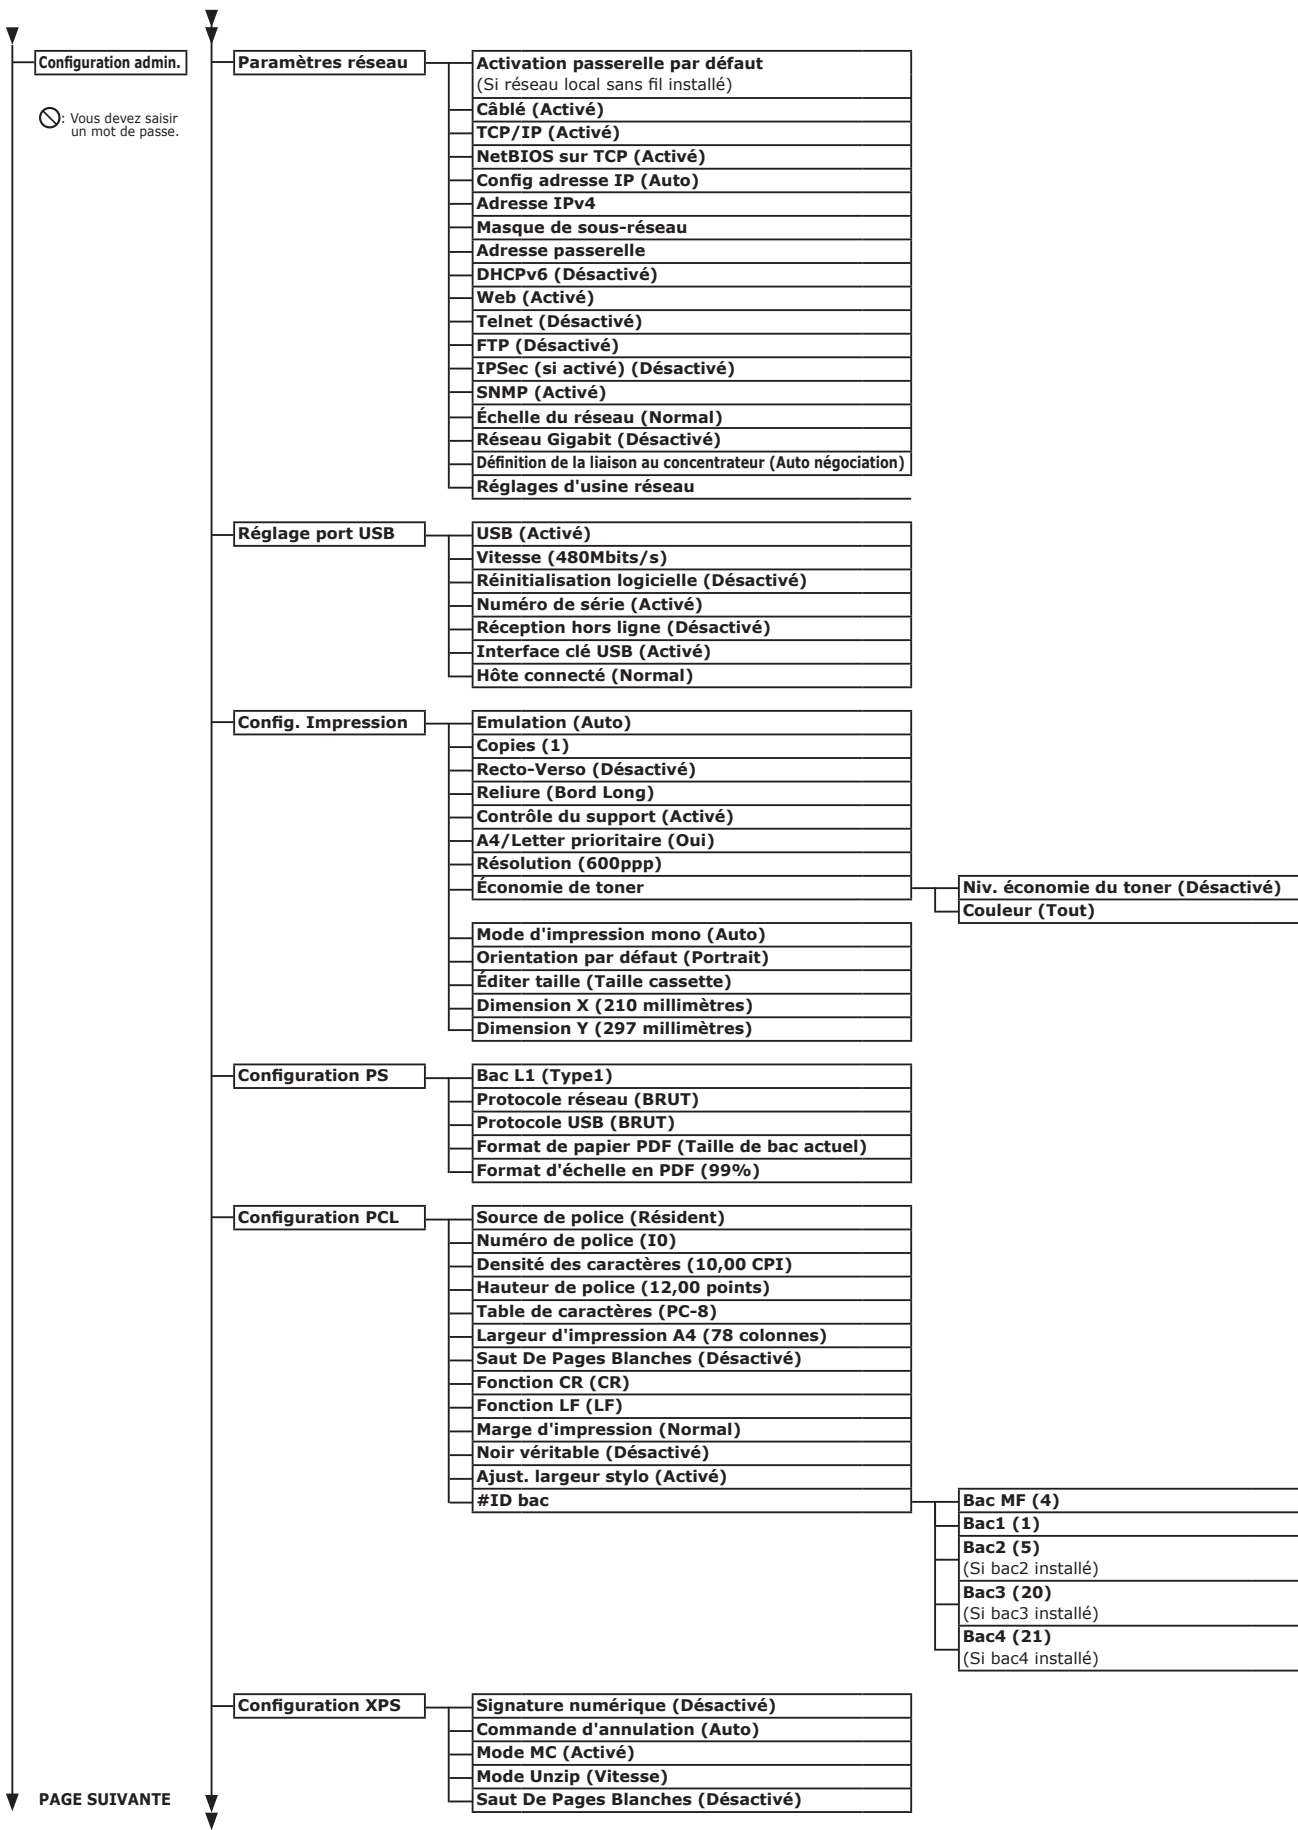 Configuration admin.
: Vous devez saisir
un mot de passe.
Paramètres réseau
Activation passerelle par défaut
(Si réseau local sans fil installé)
Câblé (Activé)
TCP/IP (Activé)
NetBIOS sur TCP (Activé)
Config adresse IP (Auto)
Adresse IPv4
Masque de sous-réseau
Adresse passerelle
DHCPv6 (Désactivé)
Web (Activé)
Telnet (Désactivé)
FTP (Désactivé)
IPSec (si activé) (Désactivé)
SNMP (Activé)
Échelle du réseau (Normal)
Réseau Gigabit (Désactivé)
Définition de la liaison au concentrateur (Auto négociation)
Réglages d'usine réseau
Réglage port USB
USB (Activé)
Vitesse (480Mbits/s)
Réinitialisation logicielle (Désactivé)
Numéro de série (Activé)
Réception hors ligne (Désactivé)
Interface clé USB (Activé)
Hôte connecté (Normal)
Config. Impression
Emulation (Auto)
Copies (1)
Recto-Verso (Désactivé)
Reliure (Bord Long)
Contrôle du support (Activé)
A4/Letter prioritaire (Oui)
Résolution (600ppp)
Économie de toner
Niv. économie du toner (Désactivé)
Couleur (Tout)
Mode d'impression mono (Auto)
Orientation par défaut (Portrait)
Éditer taille (Taille cassette)
Dimension X (210 millimètres)
Dimension Y (297 millimètres)
Configuration PS
Bac L1 (Type1)
Protocole réseau (BRUT)
Protocole USB (BRUT)
Format de papier PDF (Taille de bac actuel)
Format d'échelle en PDF (99%)
Configuration PCL
Source de police (Résident)
Numéro de police (I0)
Densité des caractères (10,00 CPI)
Hauteur de police (12,00 points)
Table de caractères (PC-8)
Largeur d'impression A4 (78 colonnes)
Saut De Pages Blanches (Désactivé)
Fonction CR (CR)
Fonction LF (LF)
Marge d'impression (Normal)
Noir véritable (Désactivé)
Ajust. largeur stylo (Activé)
#ID bac
Bac MF (4)
Bac1 (1)
Bac2 (5)
(Si bac2 installé)
Bac3 (20)
(Si bac3 installé)
Bac4 (21)
(Si bac4 installé)
Configuration XPS
Signature numérique (Désactivé)
Commande d'annulation (Auto)
Mode MC (Activé)
Mode Unzip (Vitesse)
Saut De Pages Blanches (Désactivé)
PAGE SUIVANTE